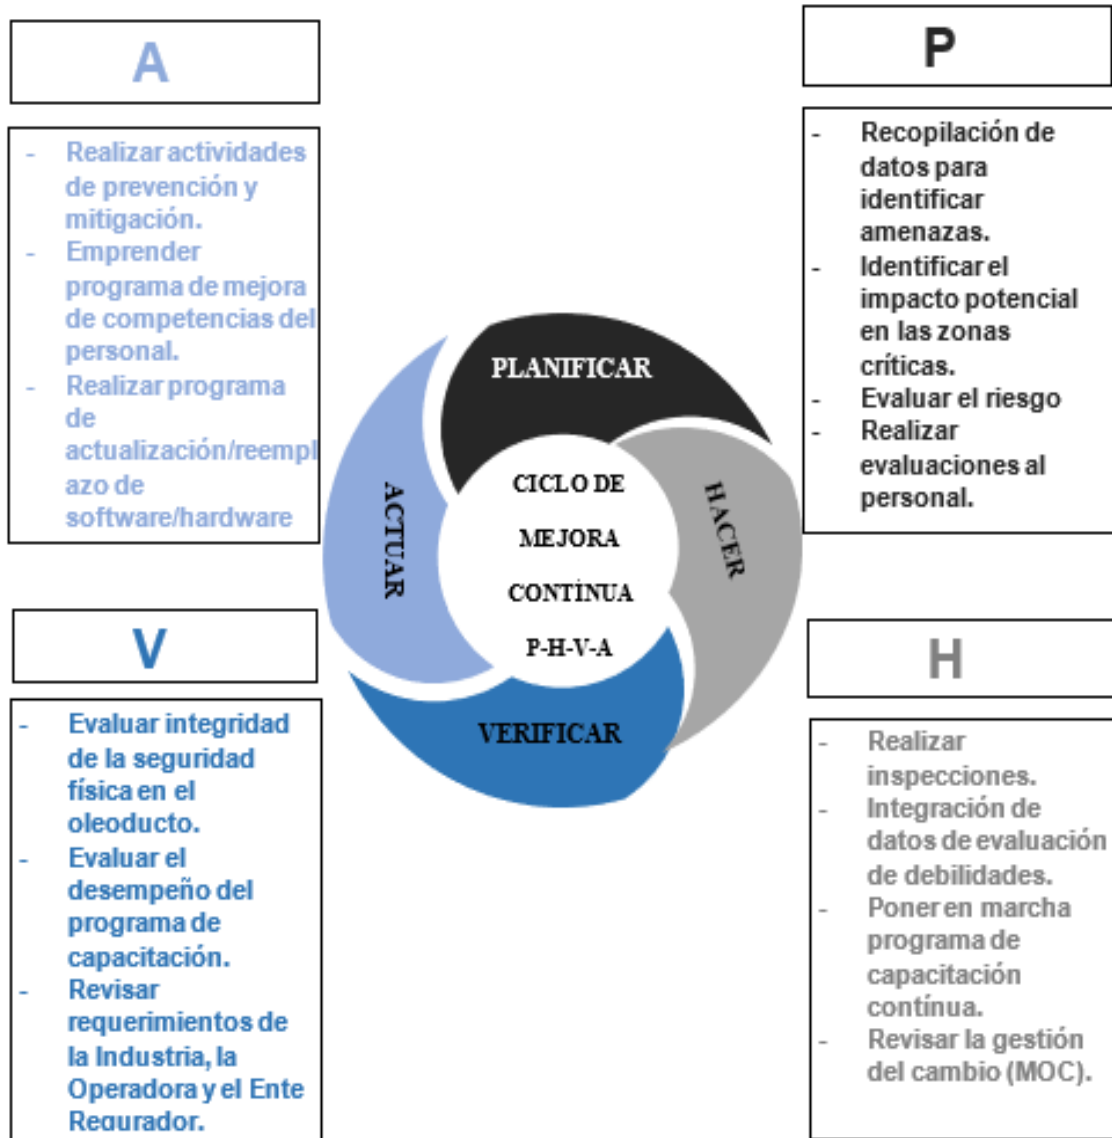 A
- Realizar actividades
de prevención y
mitigación.
- Emprender
programa de mejora
de competencias del
personal.
- Realizar programa
de
actualización/reempl
azo de
software/hardware
P
- Recopilación de
datos para
identificar
amenazas.
- Identificar el
impacto potencial
en las zonas
críticas.
- Evaluar el riesgo
- Realizar
evaluaciones al
personal.
PLANIFICAR
HACER
VERIFICAR
ACTUAR
CICLO DE
MEJORA
CONTÍNUA
P-H-V-A
V
- Evaluar integridad
de la seguridad
física en el
oleoducto.
- Evaluar el
desempeño del
programa de
capacitación.
- Revisar
requerimientos de
la Industria, la
Operadora y el Ente
Regurador.
H
- Realizar
inspecciones.
- Integración de
datos de evaluación
de debilidades.
- Poner en marcha
programa de
capacitación
contínua.
- Revisar la gestión
del cambio (MOC).